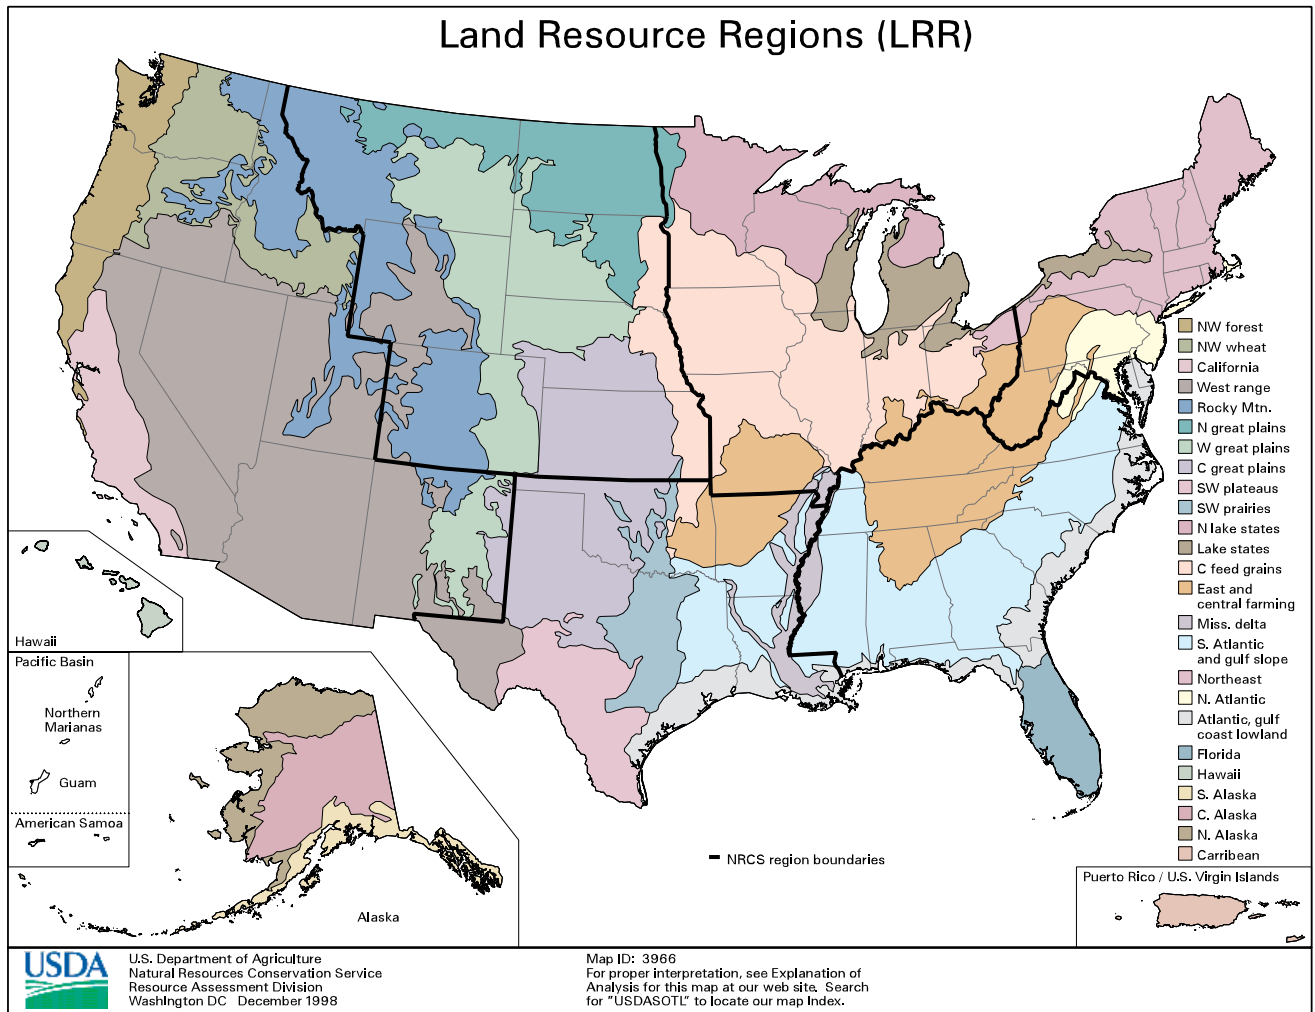 Land Resource Regions (LRR)
NW forest
NW wheat
California
West range
Rocky Mtn.
N great plains
W great plains
C great plains
SW plateaus
SW prairies
N lake states
Lake states
C feed grains
East and
central farming
Miss. delta
S. Atlantic
and gulf slope
Northeast
N. Atlantic
Atlantic, gulf
coast lowland
Florida
Hawaii
S. Alaska
C. Alaska
N. Alaska
Carribean
Hawaii
Pacific Basin
Northern
Marianas
Guam
American Samoa
Alaska
NRCS region boundaries
Puerto Rico / U.S. Virgin Islands
USDA
U.S. Department of Agriculture
Natural Resources Conservation Service
Resource Assessment Division
Washington DC December 1998
Map ID: 3966
For proper interpretation, see Explanation of
Analysis for this map at our web site. Search
for "USDASOTL" to locate our map index.